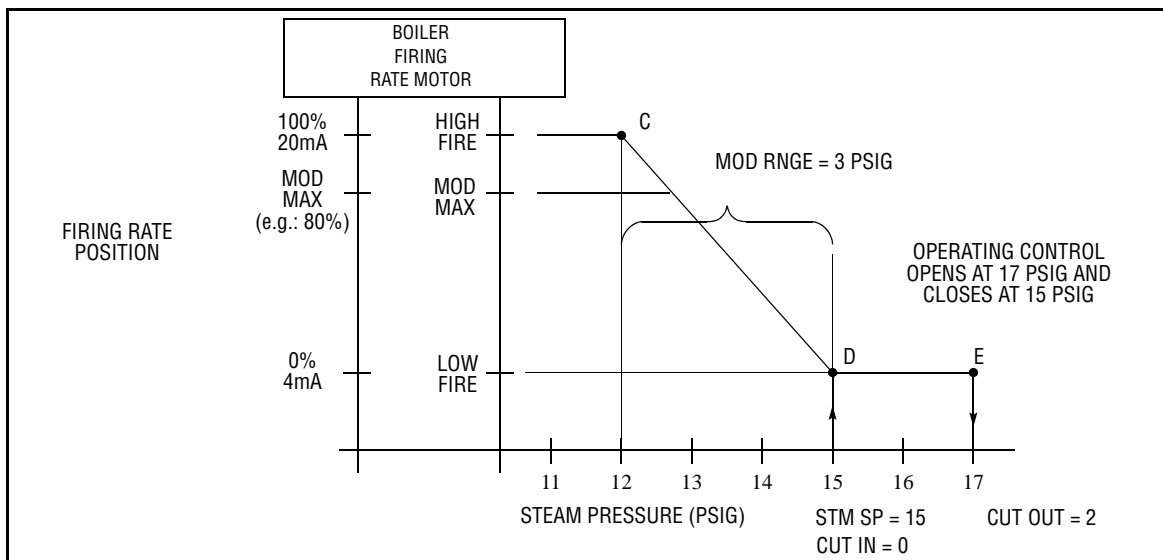 BOILER
FIRING
RATE MOTOR
100%
20mA
HIGH
FIRE
C
MOD RNGE = 3 PSIG
MOD
MAX
(e.g.: 80%)
MOD
MAX
FIRING RATE
POSITION
OPERATING CONTROL
OPENS AT 17 PSIG AND
CLOSES AT 15 PSIG
0%
4mA
LOW
FIRE
D
E
11 12 13 14 15 16 17
STEAM PRESSURE (PSIG)
STM SP = 15
CUT IN = 0
CUT OUT = 2